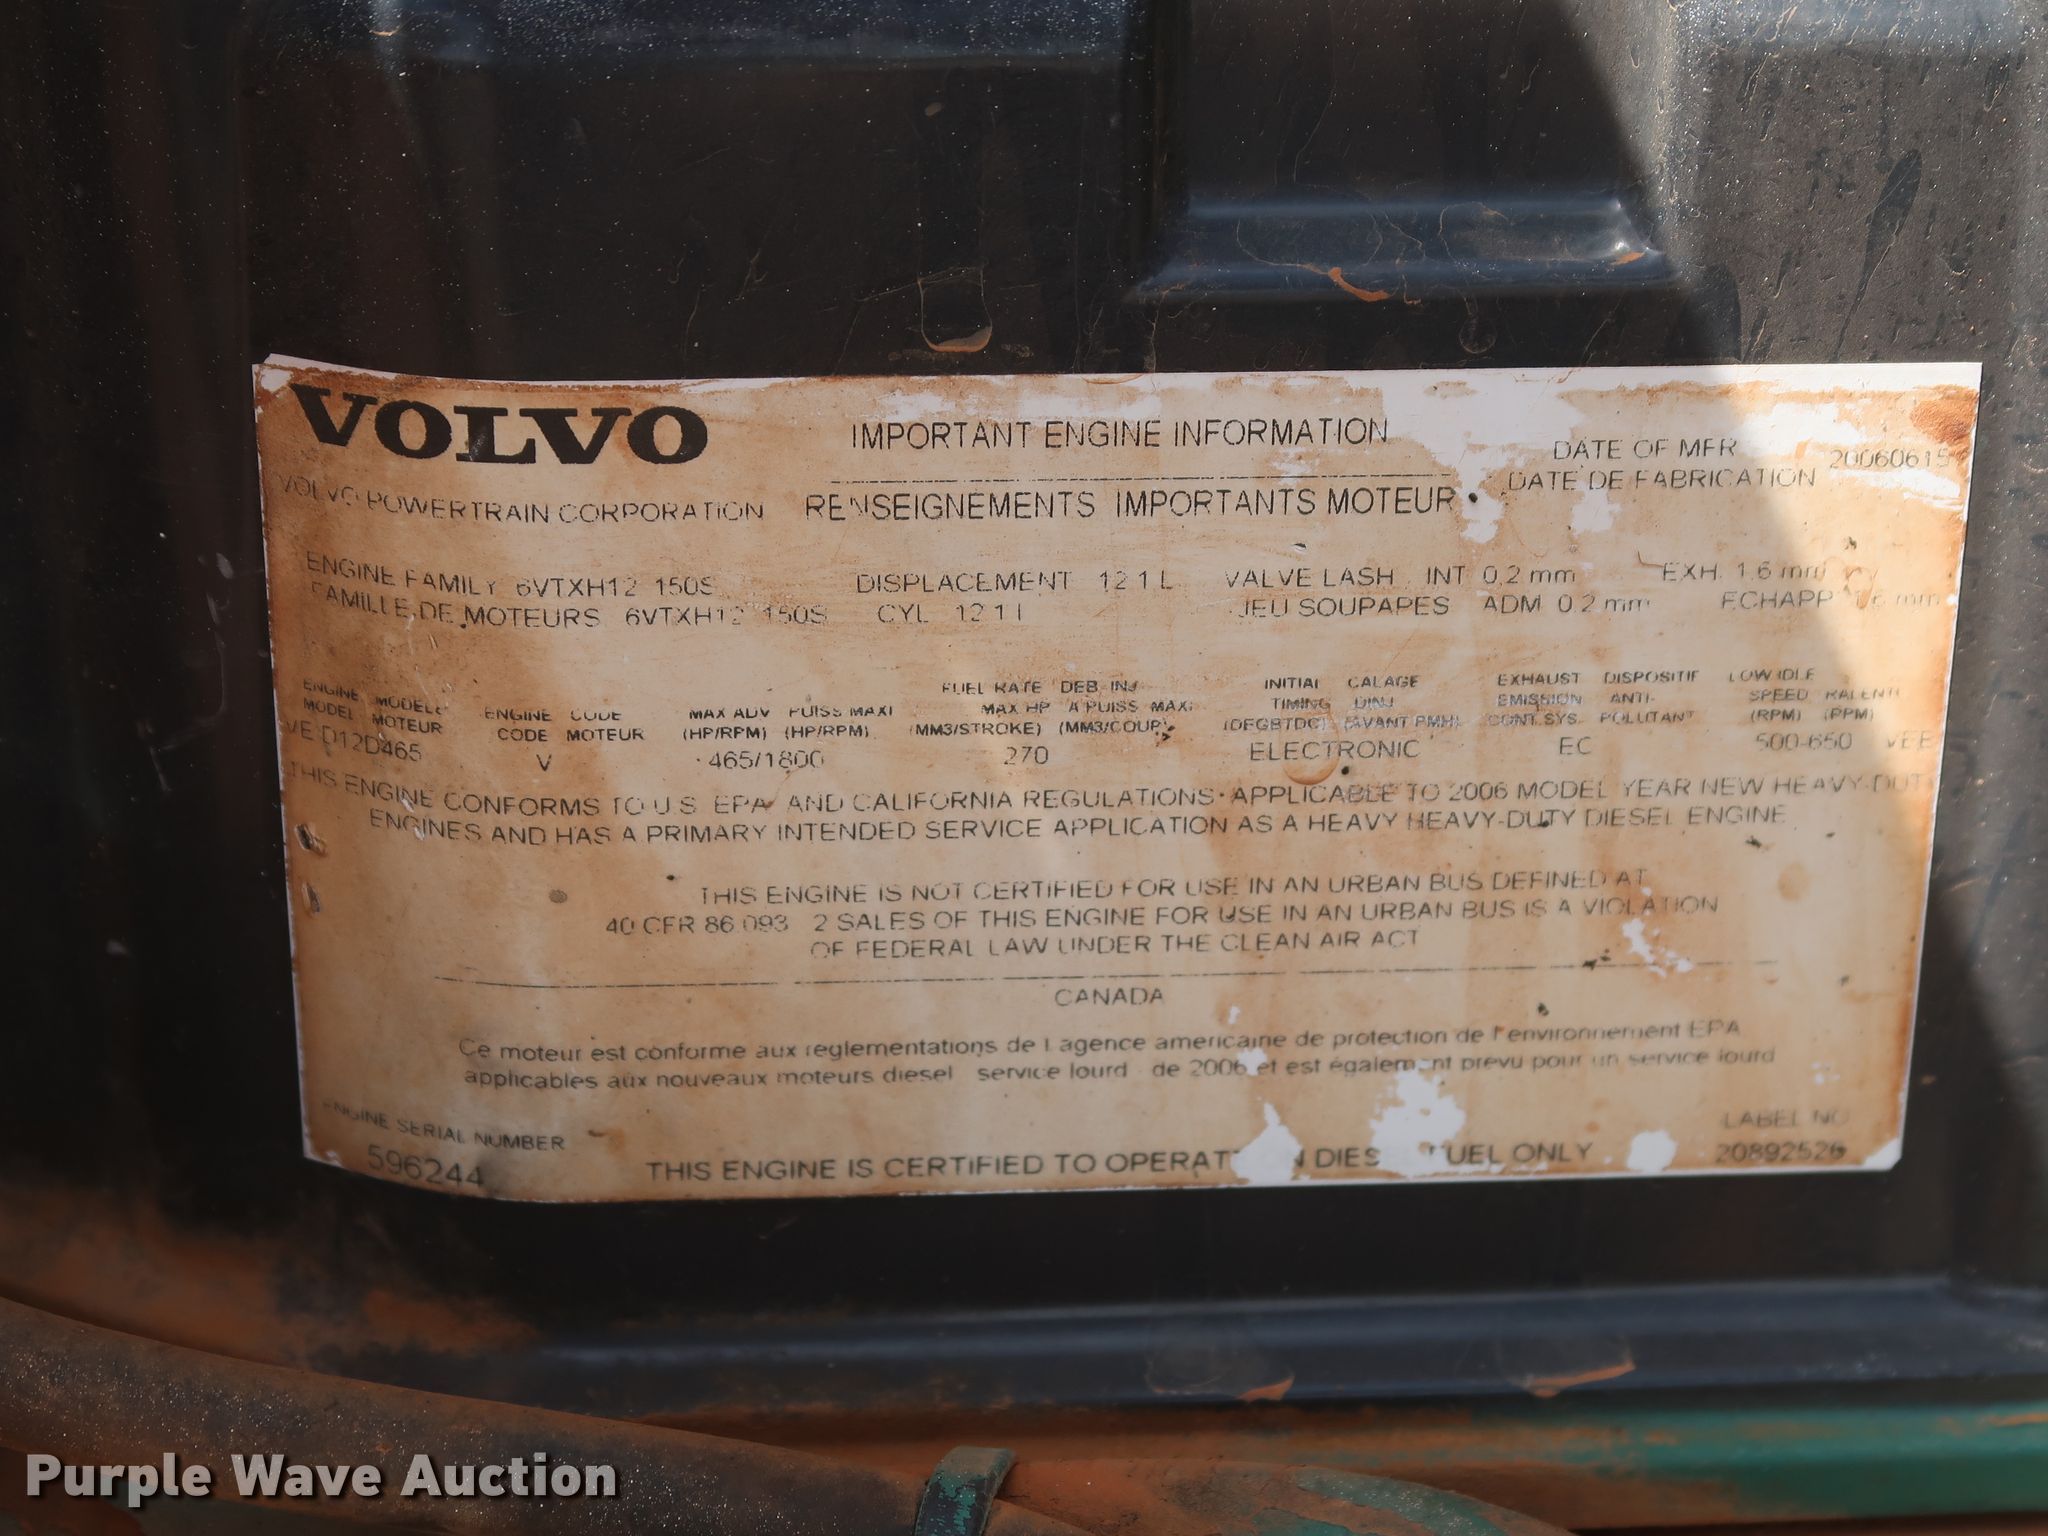 VOLVO
IMPORTANT ENGINE INFORMATION
DATE OF MFR 20060615
DATE DE FABRICATION
VOLVO POWERTRAIN CORPORATION
RENSEIGNEMENTS IMPORTANTS MOTEUR
ENGINE FAMILY 6VTXH12 150S DISPLACEMENT 12 1 L VALVE LASH INT 0.2 mm EXH 1.6 mm
FAMILLE DE MOTEURS 6VTXH12 150S CYL 12 1 l JEU SOUPAPES ADM 0.2 mm ECHAPP 1.6 mm
ENGINE MODEL MODELE MOTEUR
VE D12D465
ENGINE CODE CODE MOTEUR
V
MAX ADV (HP/RPM) PUISS MAXI (HP/RPM)
465/1800
FUEL RATE MAX HP (MM3/STROKE) DEB INJ A PUISS MAXI (MM3/COUP)
270
INITIAL TIMING (DEGBTDC) CALAGE DINJ (AVANT PMH)
ELECTRONIC
EXHAUST EMISSION CONT. SYS. DISPOSITIF ANTI-POLLUTANT
EC
LOW IDLE SPEED (RPM) RALENTI (PPM)
500-650
THIS ENGINE CONFORMS TO U.S. EPA AND CALIFORNIA REGULATIONS APPLICABLE TO 2006 MODEL YEAR NEW HEAVY-DUTY
ENGINES AND HAS A PRIMARY INTENDED SERVICE APPLICATION AS A HEAVY HEAVY-DUTY DIESEL ENGINE
THIS ENGINE IS NOT CERTIFIED FOR USE IN AN URBAN BUS DEFINED AT
40 CFR 86.093 2 SALES OF THIS ENGINE FOR USE IN AN URBAN BUS IS A VIOLATION
OF FEDERAL LAW UNDER THE CLEAN AIR ACT
CANADA
Ce moteur est conforme aux reglementations de l agence americaine de protection de l'environnement EPA
applicables aux nouveaux moteurs diesel service lourd de 2006 et est également prevu pour un service lourd
ENGINE SERIAL NUMBER
596244
THIS ENGINE IS CERTIFIED TO OPERATE ON DIESEL FUEL ONLY
LABEL NO
20892526
Purple Wave Auction